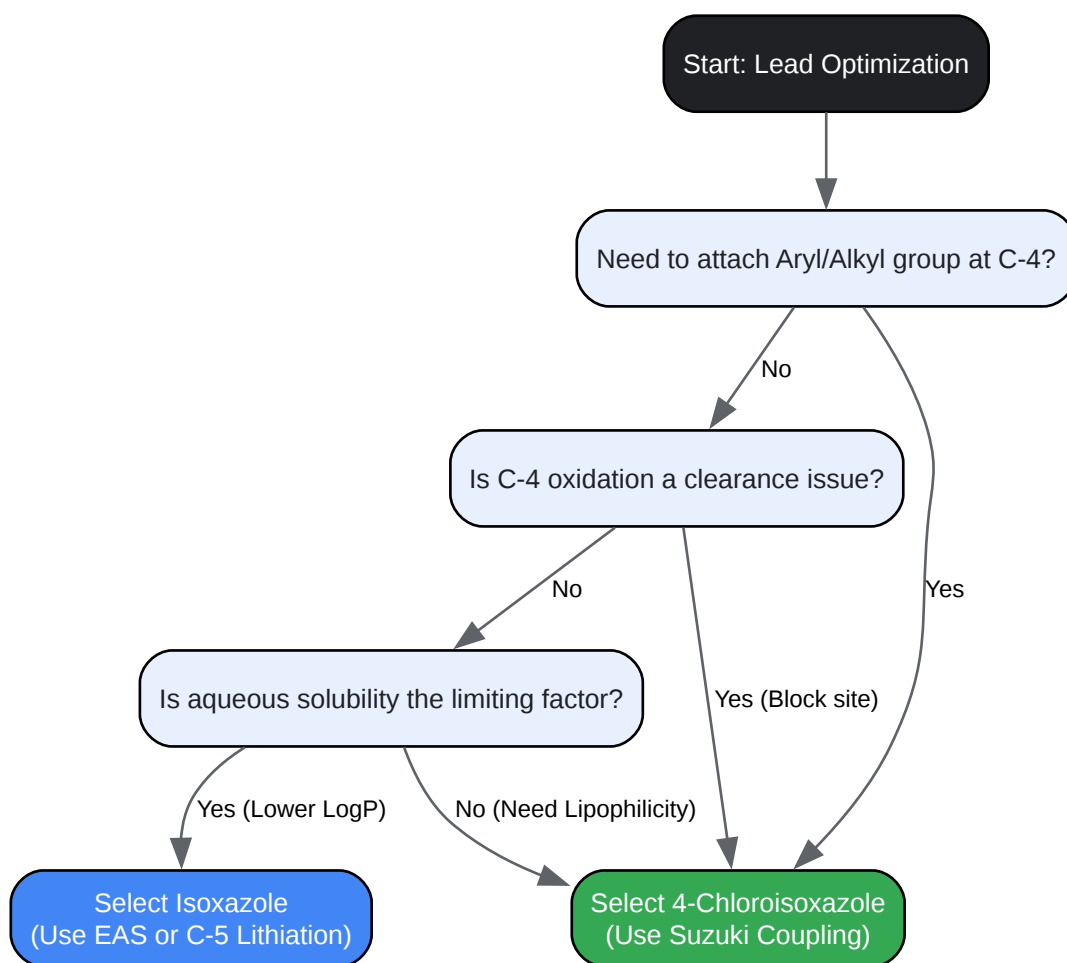 Start: Lead Optimization
Need to attach Aryl/Alkyl group at C-4?
No
Is C-4 oxidation a clearance issue?
No
Yes
Is aqueous solubility the limiting factor?
Yes (Block site)
Yes (Lower LogP)
No (Need Lipophilicity)
Select Isoxazole
(Use EAS or C-5 Lithiation)
Select 4-Chloroisoxazole
(Use Suzuki Coupling)